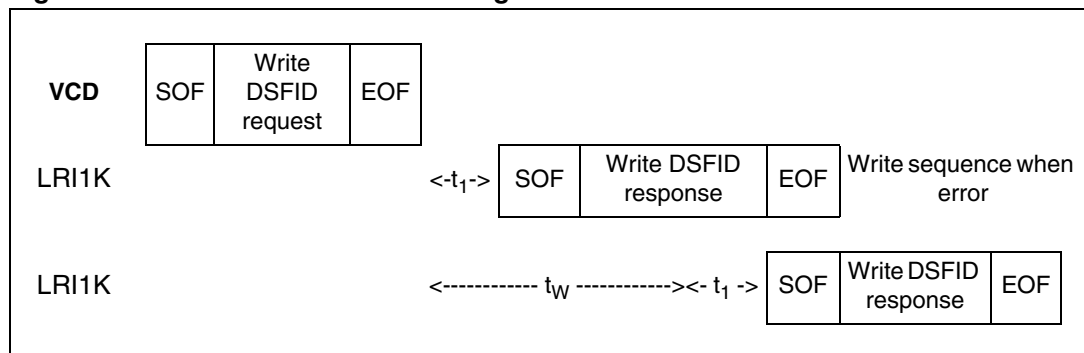 VCD SOF Write DSFID request EOF
LRI1K <-t1-> SOF Write DSFID response EOF Write sequence when error
LRI1K <------------ tW ------------><- t1 -> SOF Write DSFID response EOF